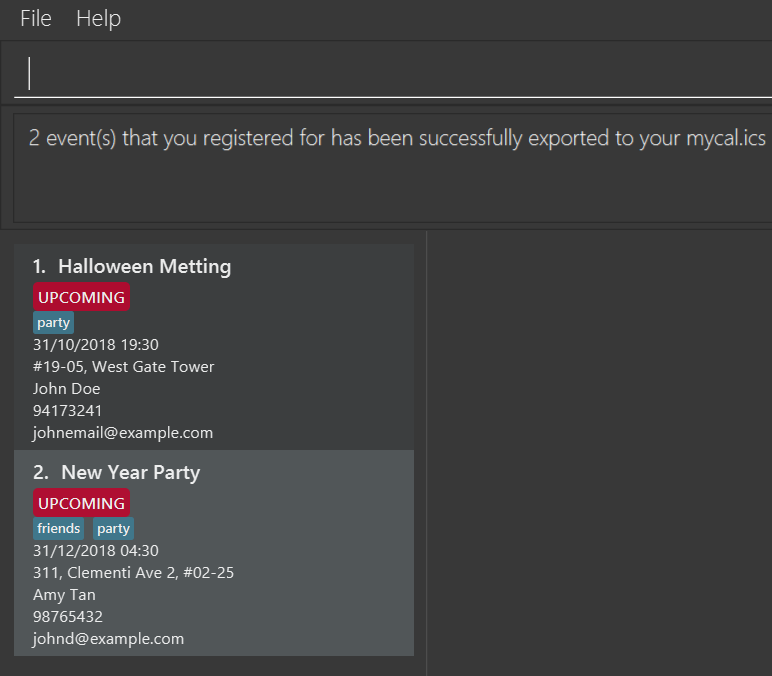 File Help
2 event(s) that you registered for has been successfully exported to your mycal.ics
1. Halloween Metting
UPCOMING
party
31/10/2018 19:30
#19-05, West Gate Tower
John Doe
94173241
johnemail@example.com
2. New Year Party
UPCOMING
friends party
31/12/2018 04:30
311, Clementi Ave 2, #02-25
Amy Tan
98765432
johnd@example.com